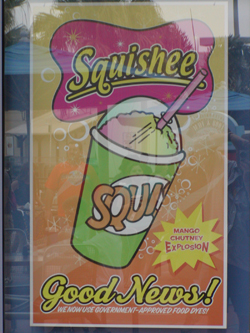 Squishee
SQUI
MANGO
CHUTNEY
EXPLOSION
Good News!
WE NOW USE GOVERNMENT-APPROVED FOOD DYES!